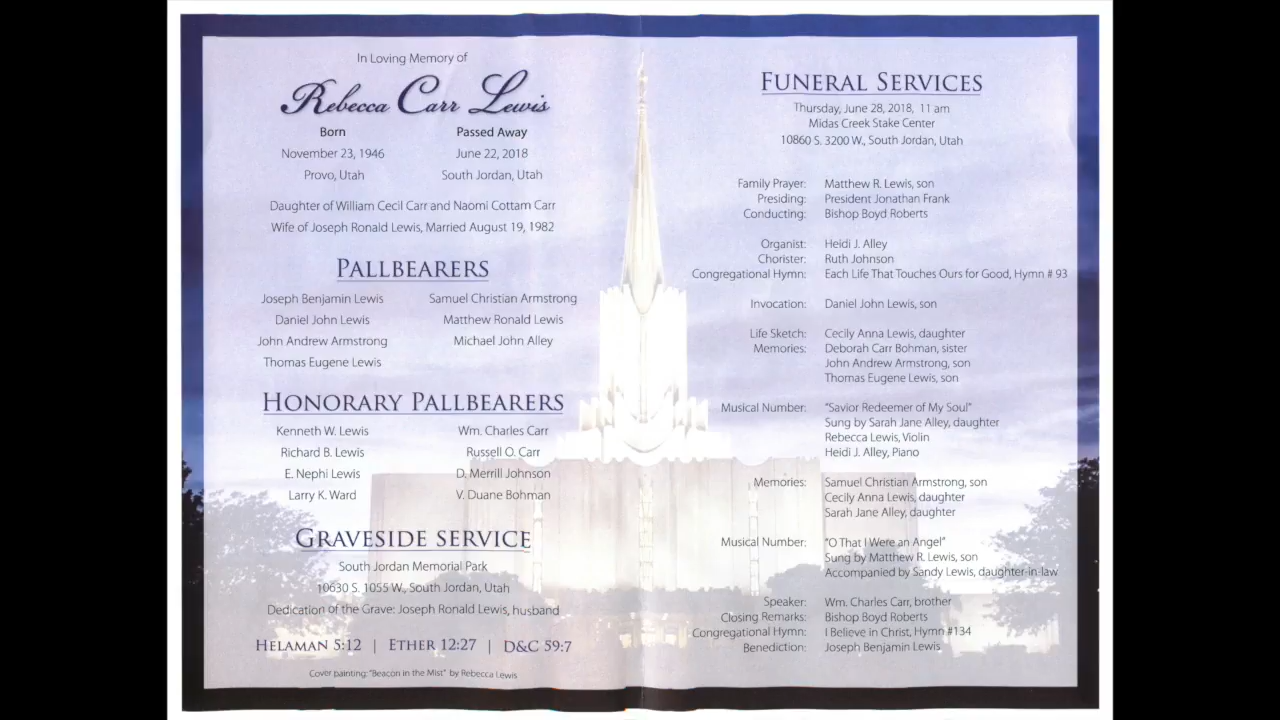 In Loving Memory of
Rebecca Carr Lewis
Born Passed Away
November 23, 1946 June 22, 2018
Provo, Utah South Jordan, Utah
Daughter of William Cecil Carr and Naomi Cottam Carr
Wife of Joseph Ronald Lewis, Married August 19, 1982
PALLBEARERS
Joseph Benjamin Lewis Samuel Christian Armstrong
Daniel John Lewis Matthew Ronald Lewis
John Andrew Armstrong Michael John Alley
Thomas Eugene Lewis
HONORARY PALLBEARERS
Kenneth W. Lewis Wm. Charles Carr
Richard B. Lewis Russell O. Carr
E. Nephi Lewis D. Merrill Johnson
Larry K. Ward V. Duane Bohman
GRAVESIDE SERVICE
South Jordan Memorial Park
10630 S. 1055 W., South Jordan, Utah
Dedication of the Grave: Joseph Ronald Lewis, husband
HELAMAN 5:12 | ETHER 12:27 | D&C 59:7
Cover painting: "Beacon in the Mist" by Rebecca Lewis
FUNERAL SERVICES
Thursday, June 28, 2018, 11 am
Midas Creek Stake Center
10860 S. 3200 W., South Jordan, Utah
Family Prayer: Matthew R. Lewis, son
Presiding: President Jonathan Frank
Conducting: Bishop Boyd Roberts
Organist: Heidi J. Alley
Chorister: Ruth Johnson
Congregational Hymn: Each Life That Touches Ours for Good, Hymn # 93
Invocation: Daniel John Lewis, son
Life Sketch: Cecily Anna Lewis, daughter
Memories: Deborah Carr Bohman, sister
John Andrew Armstrong, son
Thomas Eugene Lewis, son
Musical Number: "Savior Redeemer of My Soul"
Sung by Sarah Jane Alley, daughter
Rebecca Lewis, Violin
Heidi J. Alley, Piano
Memories: Samuel Christian Armstrong, son
Cecily Anna Lewis, daughter
Sarah Jane Alley, daughter
Musical Number: "O That I Were an Angel"
Sung by Matthew R. Lewis, son
Accompanied by Sandy Lewis, daughter-in-law
Speaker: Wm. Charles Carr, brother
Closing Remarks: Bishop Boyd Roberts
Congregational Hymn: I Believe in Christ, Hymn #134
Benediction: Joseph Benjamin Lewis